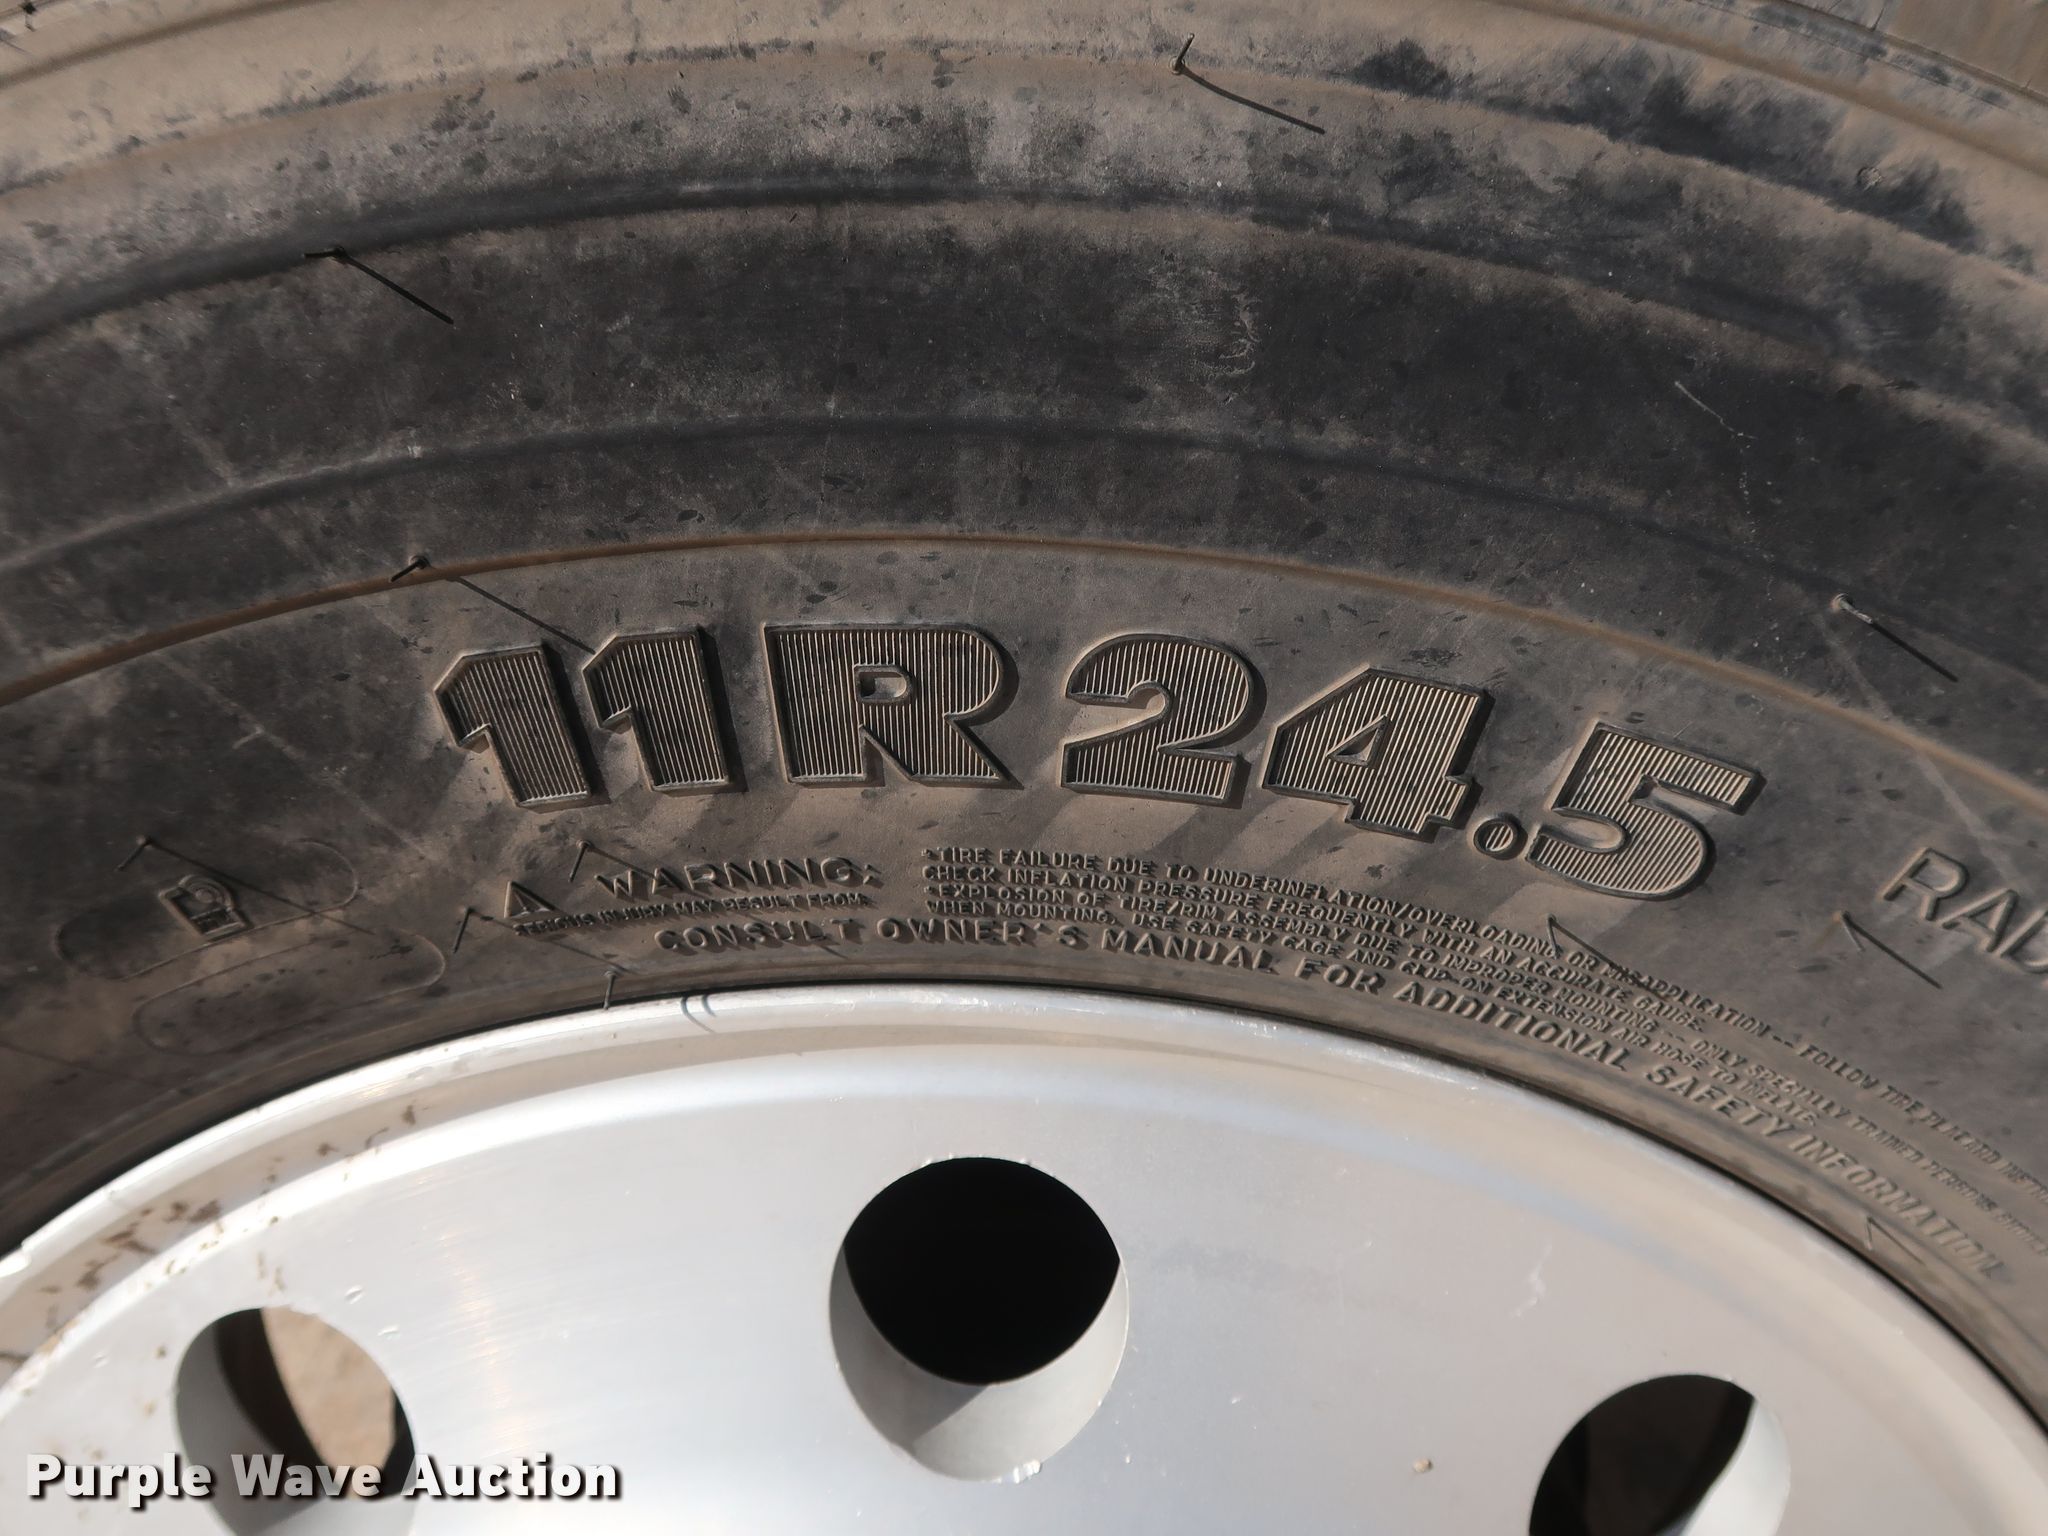 11R24.5
RAD
WARNING:
SERIOUS INJURY MAY RESULT FROM:
•TIRE FAILURE DUE TO UNDERINFLATION/OVERLOADING OR MISAPPLICATION -- FOLLOW TIRE PLACARD
CHECK INFLATION PRESSURE FREQUENTLY WITH AN ACCURATE GAUGE.
•EXPLOSION OF TIRE/RIM ASSEMBLY DUE TO IMPROPER MOUNTING -- ONLY SPECIALLY TRAINED PERSONS
WHEN MOUNTING, USE SAFETY CAGE AND CLIP-ON EXTENSION AIR HOSE TO INFLATE.
CONSULT OWNER'S MANUAL FOR ADDITIONAL SAFETY INFORMATION
Purple Wave Auction